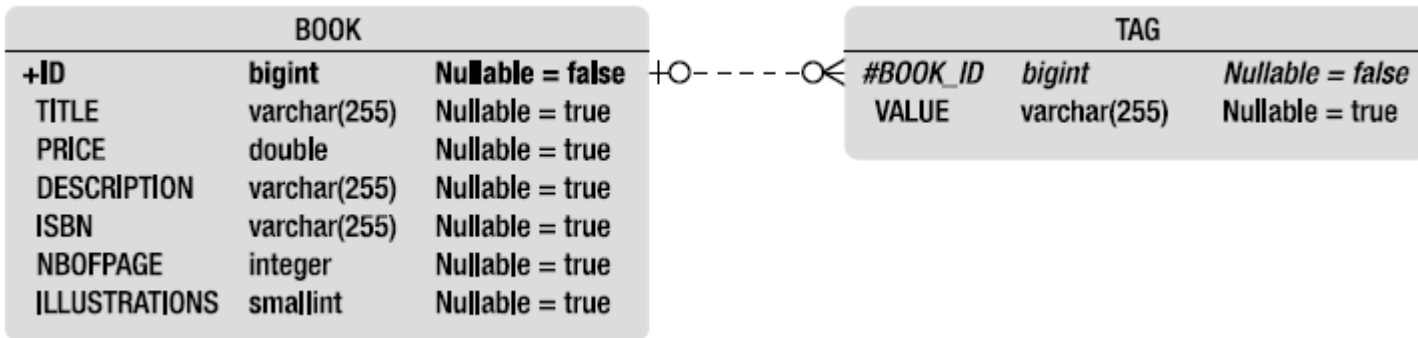 BOOK
+ID bigint Nullable = false
TITLE varchar(255) Nullable = true
PRICE double Nullable = true
DESCRIPTION varchar(255) Nullable = true
ISBN varchar(255) Nullable = true
NBOFPAGE integer Nullable = true
ILLUSTRATIONS smallint Nullable = true
TAG
#BOOK_ID bigint Nullable = false
VALUE varchar(255) Nullable = true